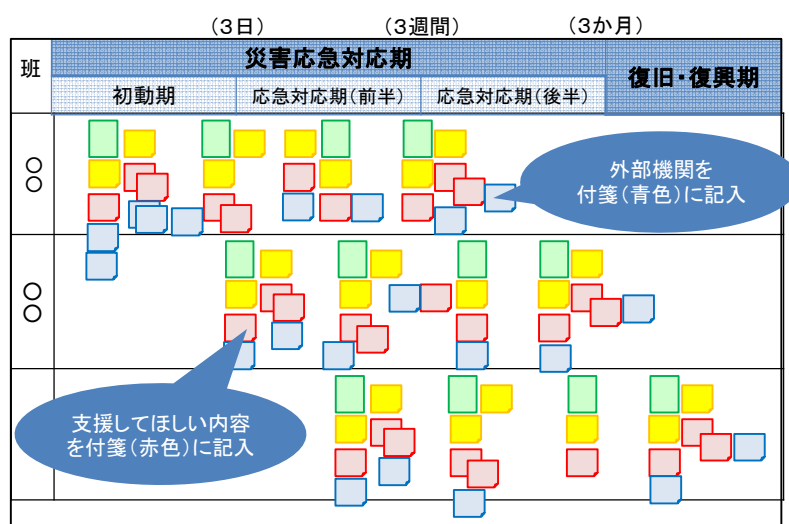 （3日）
（3週間）
（3か月）
班
災害応急対応期
復旧・復興期
初動期
応急対応期（前半）
応急対応期（後半）
〇〇
外部機関を
付箋（青色）に記入
〇〇
支援してほしい内容
を付箋（赤色）に記入